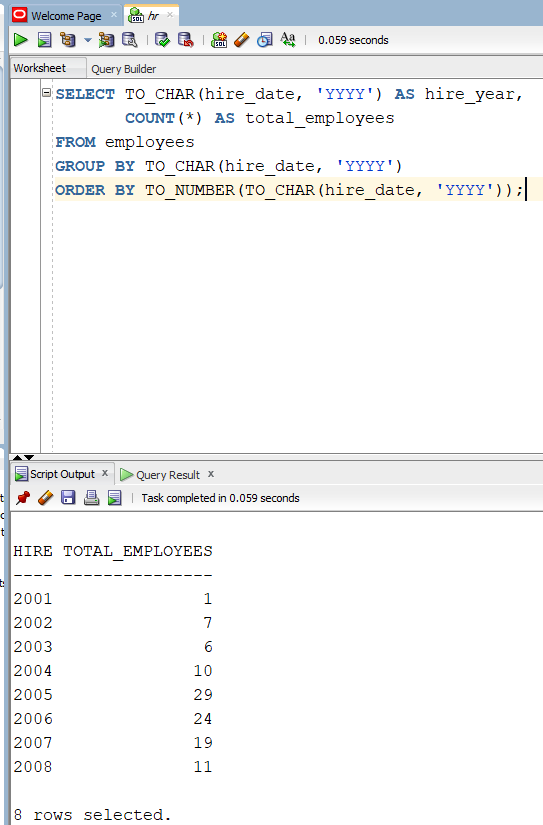 Welcome Page × hr ×
SQL 0.059 seconds
Worksheet Query Builder
SELECT TO_CHAR(hire_date, 'YYYY') AS hire_year,
COUNT(*) AS total_employees
FROM employees
GROUP BY TO_CHAR(hire_date, 'YYYY')
ORDER BY TO_NUMBER(TO_CHAR(hire_date, 'YYYY'));
Script Output × Query Result ×
Task completed in 0.059 seconds
HIRE TOTAL_EMPLOYEES
---- ---------------
2001 1
2002 7
2003 6
2004 10
2005 29
2006 24
2007 19
2008 11
8 rows selected.